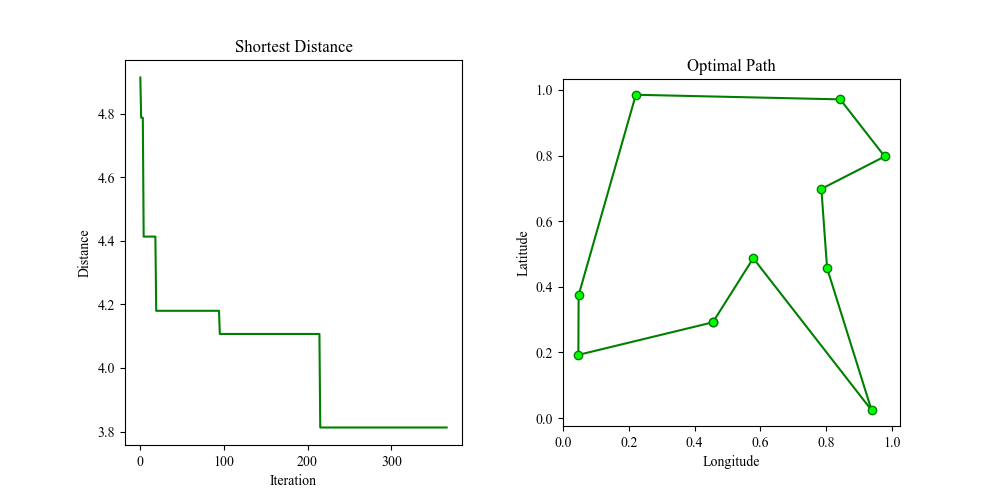 Shortest Distance
Distance
4.8
4.6
4.4
4.2
4.0
3.8
0 100 200 300
Iteration
Optimal Path
Latitude
1.0
0.8
0.6
0.4
0.2
0.0
0.0 0.2 0.4 0.6 0.8 1.0
Longitude